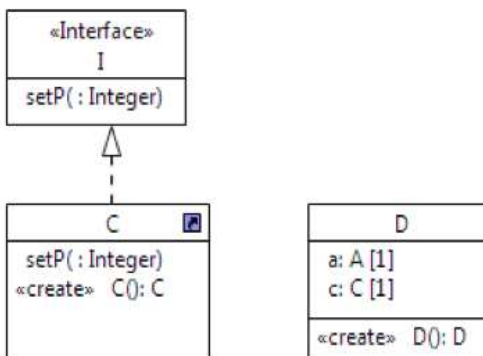 «Interface»
I
setP( : Integer)
C
setP( : Integer)
«create» C(): C
D
a: A [1]
c: C [1]
«create» D(): D